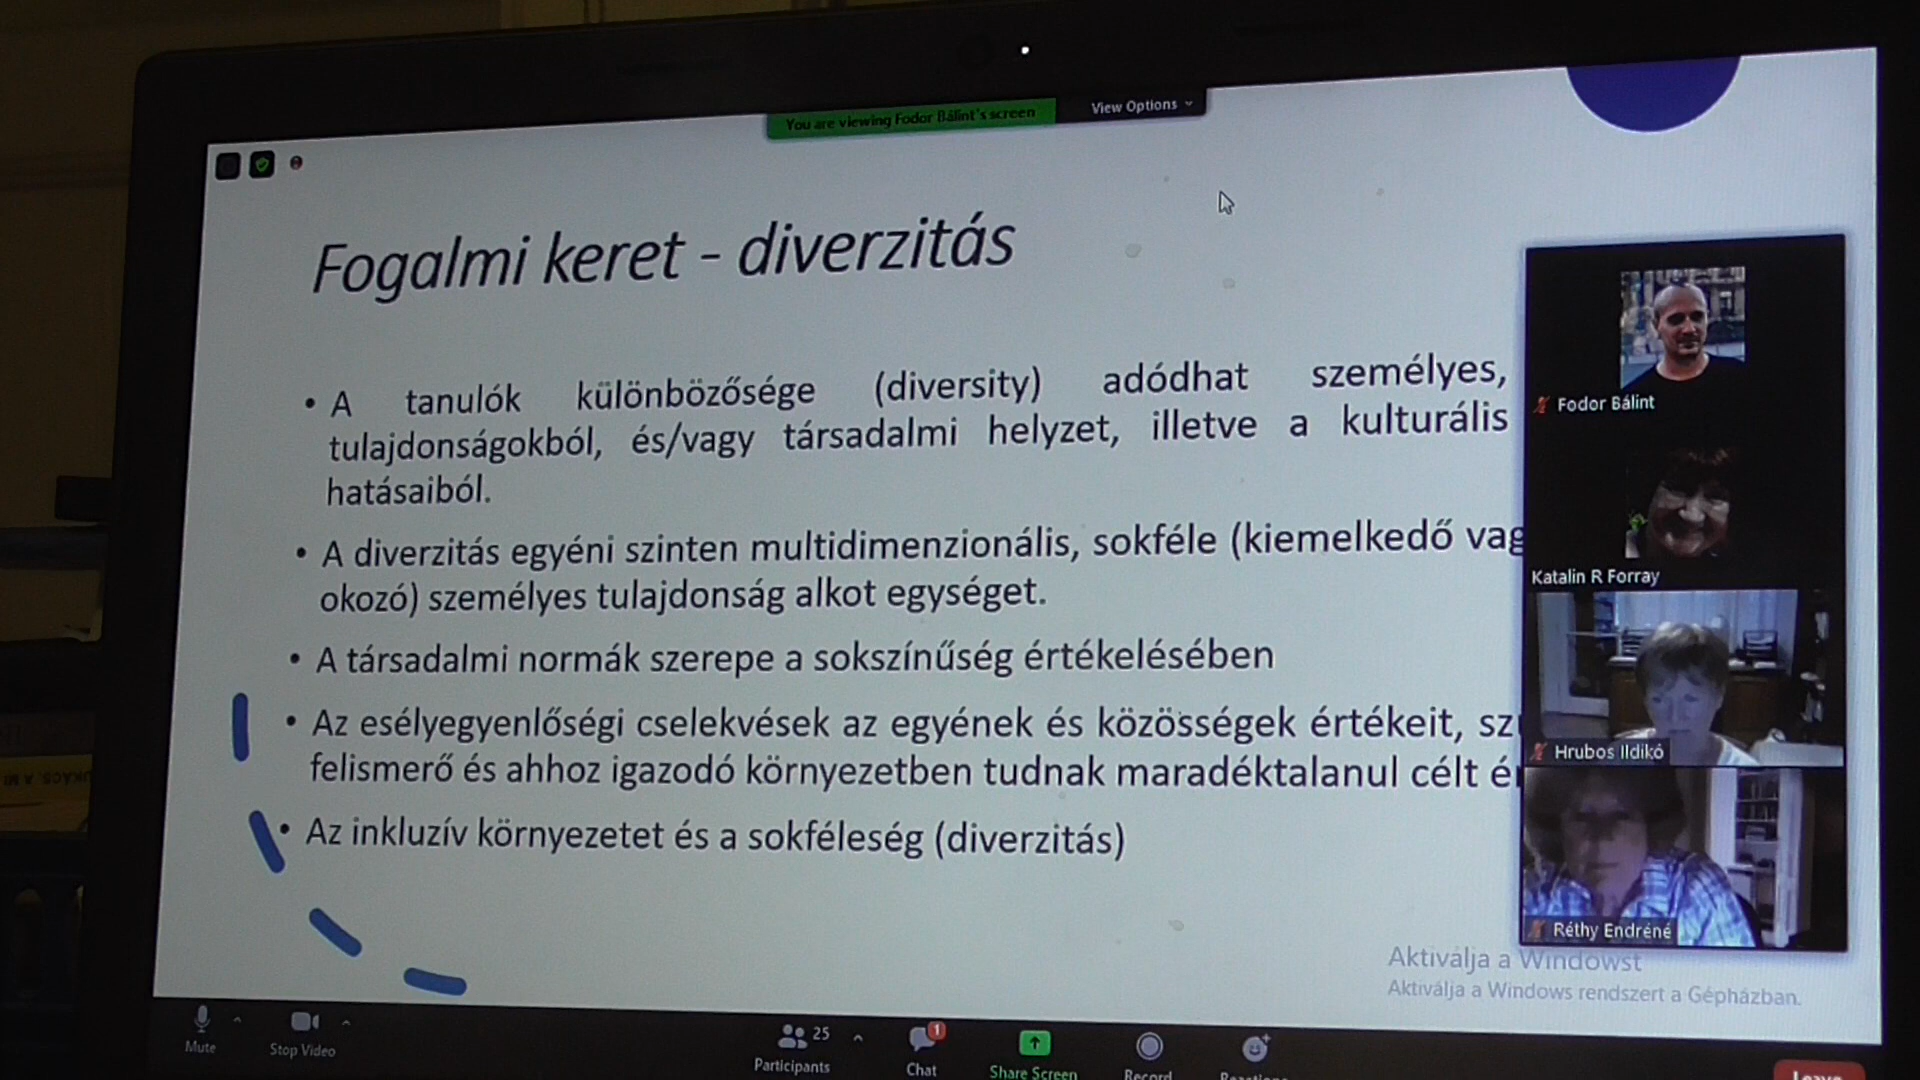 You are viewing Fodor Bálint's screen
View Options
Fogalmi keret - diverzitás
• A tanulók különbözősége (diversity) adódhat személyes,
tulajdonságokból, és/vagy társadalmi helyzet, illetve a kulturális
hatásaiból.
• A diverzitás egyéni szinten multidimenzionális, sokféle (kiemelkedő vag
okozó) személyes tulajdonság alkot egységet.
• A társadalmi normák szerepe a sokszínűség értékelésében
• Az esélyegyenlőségi cselekvések az egyének és közösségek értékeit,
felismerő és ahhoz igazodó környezetben tudnak maradéktalanul célt
• Az inkluzív környezetet és a sokféleség (diverzitás)
Fodor Bálint
Katalin R Forray
Hrubos Ildikó
Réthy Endréné
Aktiválja a Windowst
Aktiválja a Windows rendszert a Gépházban.
Mute
Stop Video
25
Participants
1
Chat
Share Screen
Record
Reactions
Leave